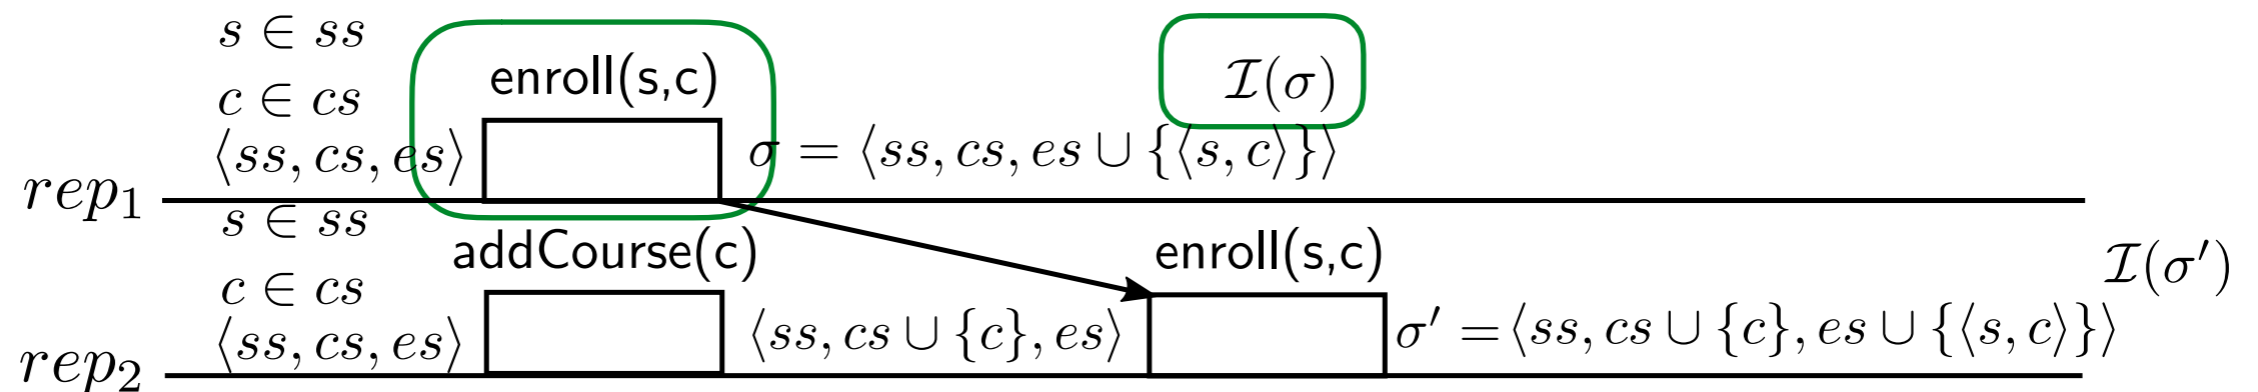 s ∈ ss
c ∈ cs
enroll(s,c)
I(σ)
⟨ss, cs, es⟩
σ = ⟨ss, cs, es ∪ {⟨s, c⟩}⟩
rep₁
s ∈ ss
c ∈ cs
addCourse(c)
enroll(s,c)
I(σ′)
⟨ss, cs, es⟩
⟨ss, cs ∪ {c}, es⟩
σ′ = ⟨ss, cs ∪ {c}, es ∪ {⟨s, c⟩}⟩
rep₂